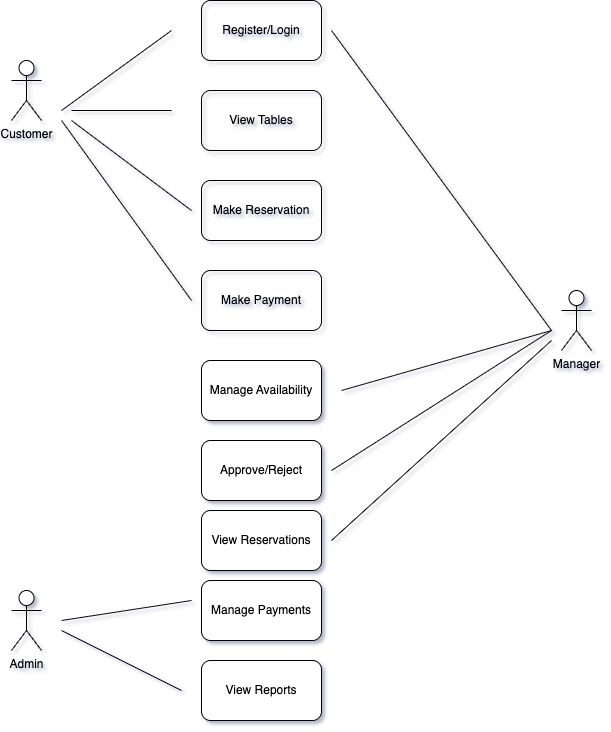 Register/Login
Customer
View Tables
Make Reservation
Make Payment
Manager
Manage Availability
Approve/Reject
View Reservations
Manage Payments
Admin
View Reports